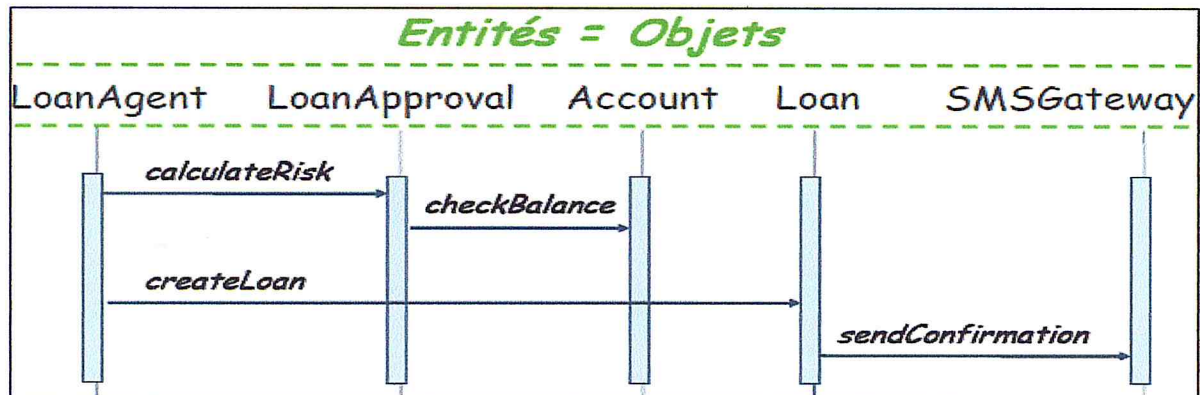 Entités = Objets
LoanAgent LoanApproval Account Loan SMSGateway
calculateRisk
checkBalance
createLoan
sendConfirmation